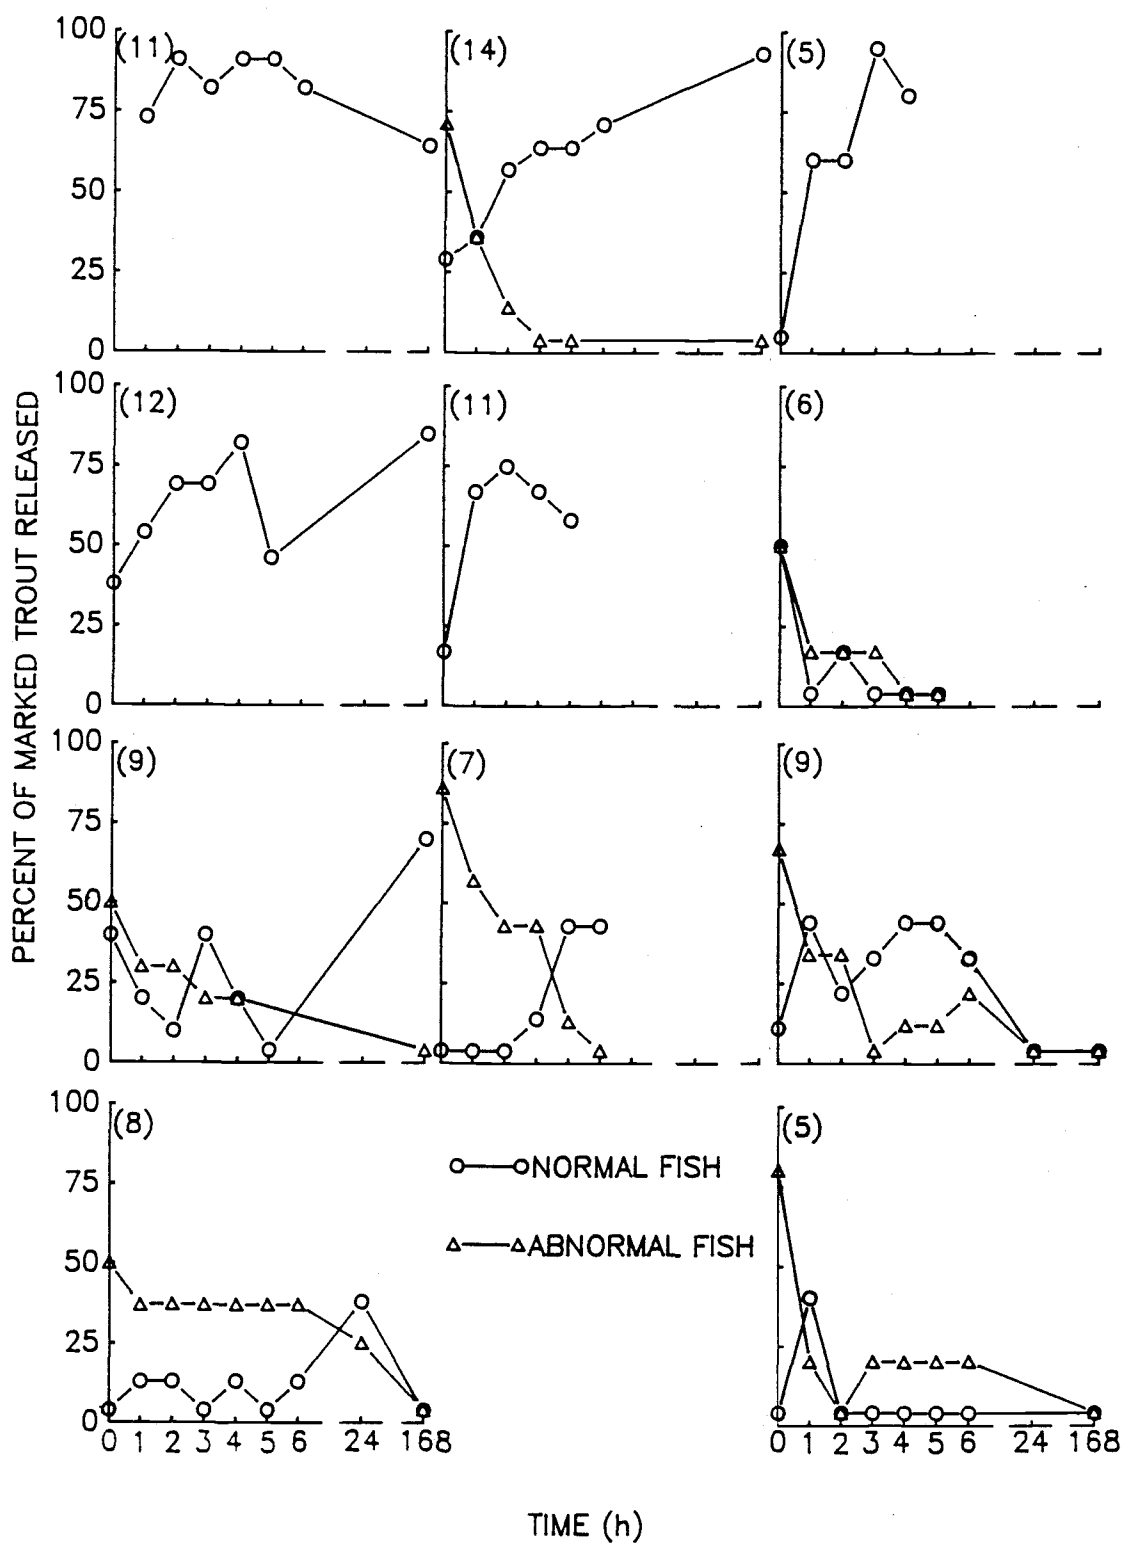 PERCENT OF MARKED TROUT RELEASED
100 (11) (14) (5)
75
50
25
0
100 (12) (11) (6)
75
50
25
0
100 (9) (7) (9)
75
50
25
0
100 (8) (5)
75
50
25
0
NORMAL FISH
ABNORMAL FISH
0 1 2 3 4 5 6 24 168 0 1 2 3 4 5 6 24 168
TIME (h)